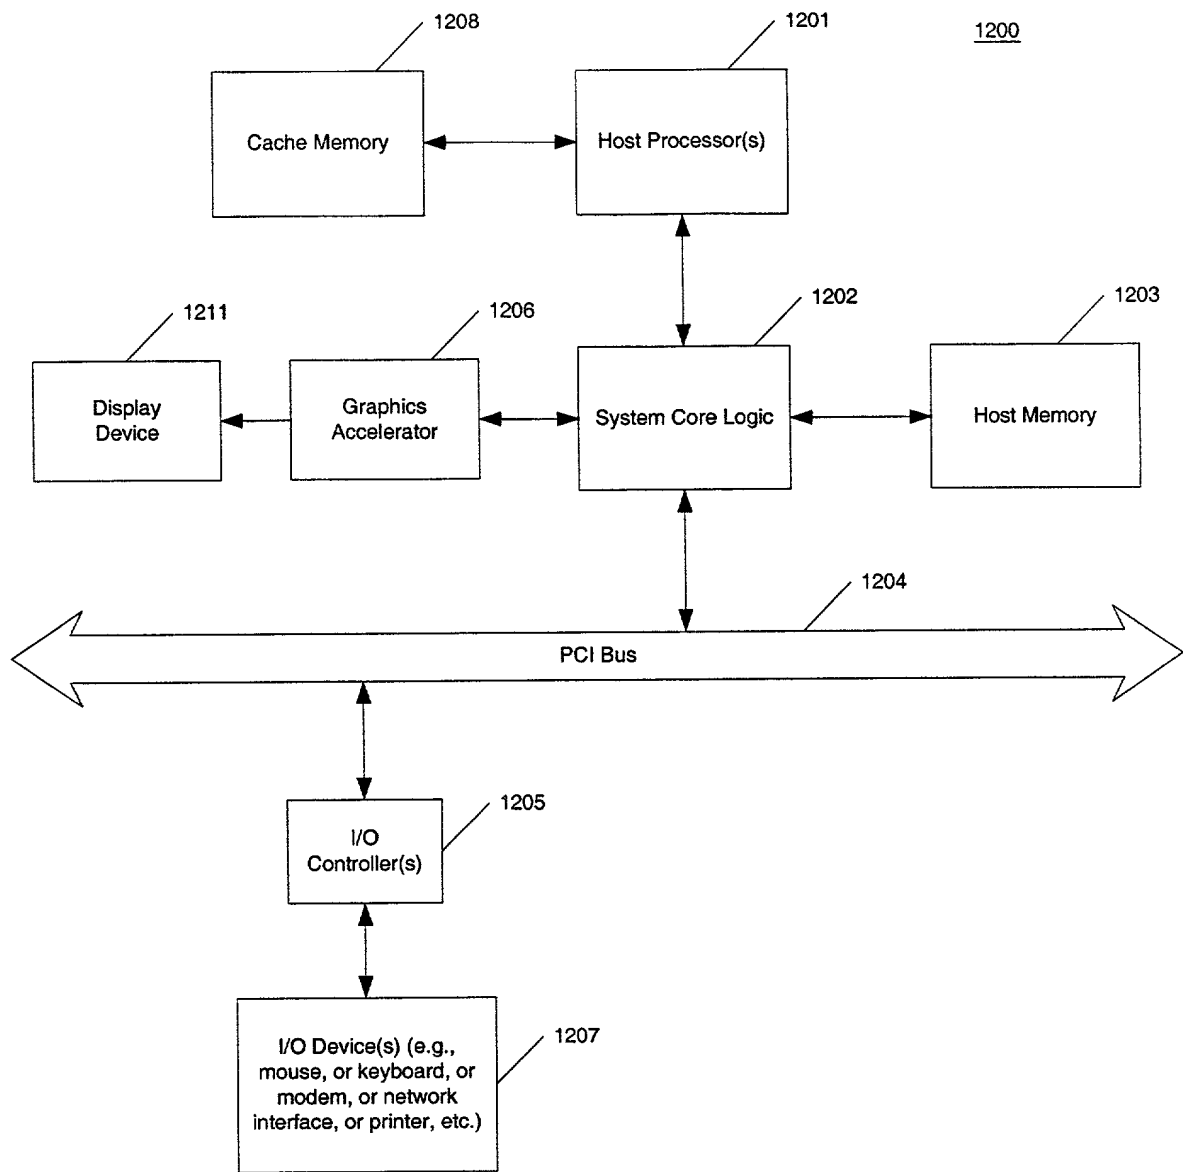 1208
1201
1200
Cache Memory
Host Processor(s)
1211
1206
1202
1203
Display
Device
Graphics
Accelerator
System Core Logic
Host Memory
1204
PCI Bus
1205
I/O
Controller(s)
1207
I/O Device(s) (e.g.,
mouse, or keyboard, or
modem, or network
interface, or printer, etc.)